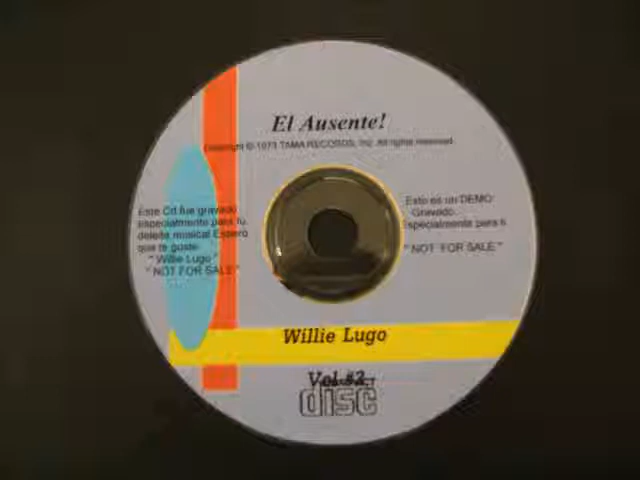 El Ausente!
Copyright © 1973 TAMA RECORDS, Inc. All rights reserved
Este Cd fue gravado
Especialmente para tu
deleite musical Espero
que te guste.
" Willie Lugo "
" NOT FOR SALE "
Esto es un DEMO
Gravado
Especialmente para ti
" NOT FOR SALE "
Willie Lugo
Vol #2
disc